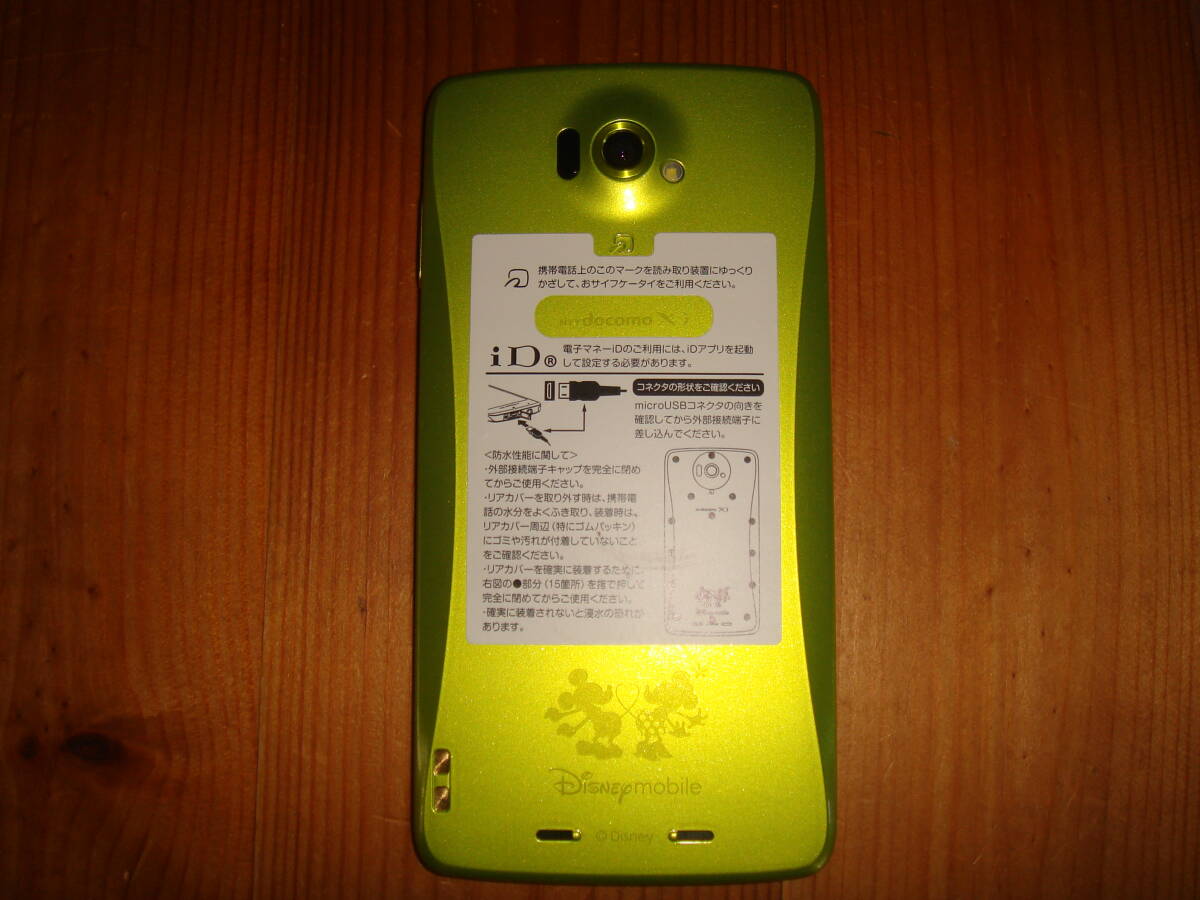 携帯電話上のこのマークを読み取り装置にゆっくり
かざして、おサイフケータイをご利用ください。
NTT docomo Xi
iD®
電子マネーiDのご利用には、iDアプリを起動
して設定する必要があります。
コネクタの形状をご確認ください
microUSBコネクタの向きを
確認してから外部接続端子に
差し込んでください。
<防水性能に関して>
・外部接続端子キャップを完全に閉め
てからご使用ください。
・リアカバーを取り外す時は、携帯電
話の水分をよくふき取り、装着時は、
リアカバー周辺(特にゴムパッキン)
にゴミや汚れが付着していないこと
をご確認ください。
・リアカバーを確実に装着するために
右図の●部分(15箇所)を指で押して
完全に閉めてからご使用ください。
・確実に装着されないと浸水の恐れが
あります。
Disney mobile
© Disney